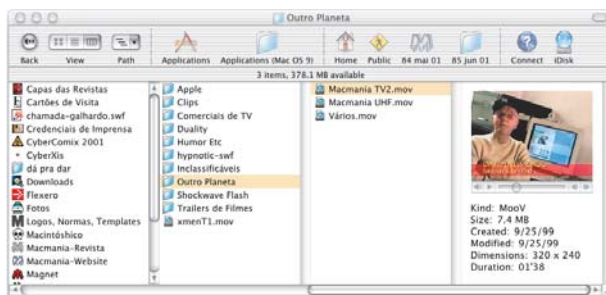 Outro Planeta
Back View Path Applications Applications (Mac OS 9) Home Public 84 mai 01 85 jun 01 Connect iDisk
3 items, 378.1 MB available
Capas das Revistas
Cartões de Visita
chamada-galhardo.swf
Credenciais de Imprensa
CyberComix 2001
CyberXis
dá pra dar
Downloads
Flexero
Fotos
Logos, Normas, Templates
Macintóshico
Macmania-Revista
Macmania-Website
Magnet
Apple
Clips
Comerciais de TV
Duality
Humor Etc
hypnotic-swf
Inclassificáveis
Outro Planeta
Shockwave Flash
Trailers de Filmes
xmenT1.mov
Macmania TV2.mov
Macmania UHF.mov
Vários.mov
Kind: MooV
Size: 7.4 MB
Created: 9/25/99
Modified: 9/25/99
Dimensions: 320 x 240
Duration: 01'38